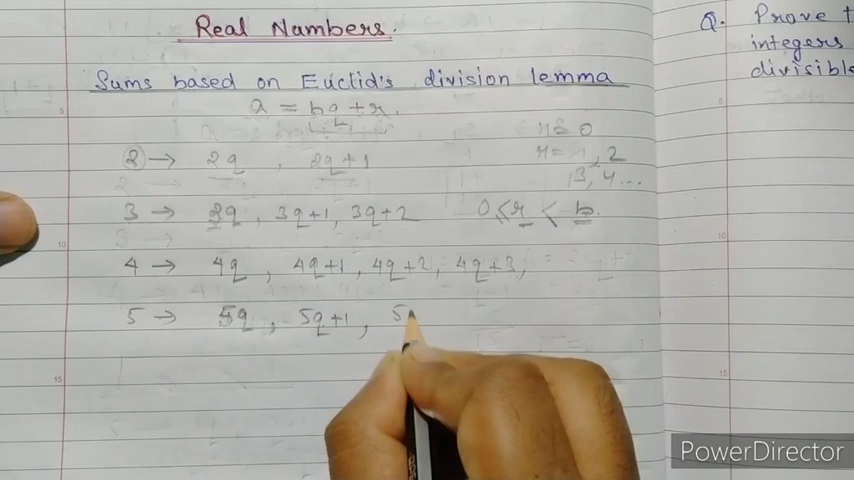 Real Numbers.
Sums based on Euclid's division lemma
a = bq + r.
r ≥ 0
2 → 2q , 2q+1
r = 1, 2
3, 4...
3 → 3q , 3q+1, 3q+2
0 ≤ r < b.
4 → 4q , 4q+1, 4q+2, 4q+3,
5 → 5q , 5q+1 , 5
Q. Prove t
integers
divisible
PowerDirector